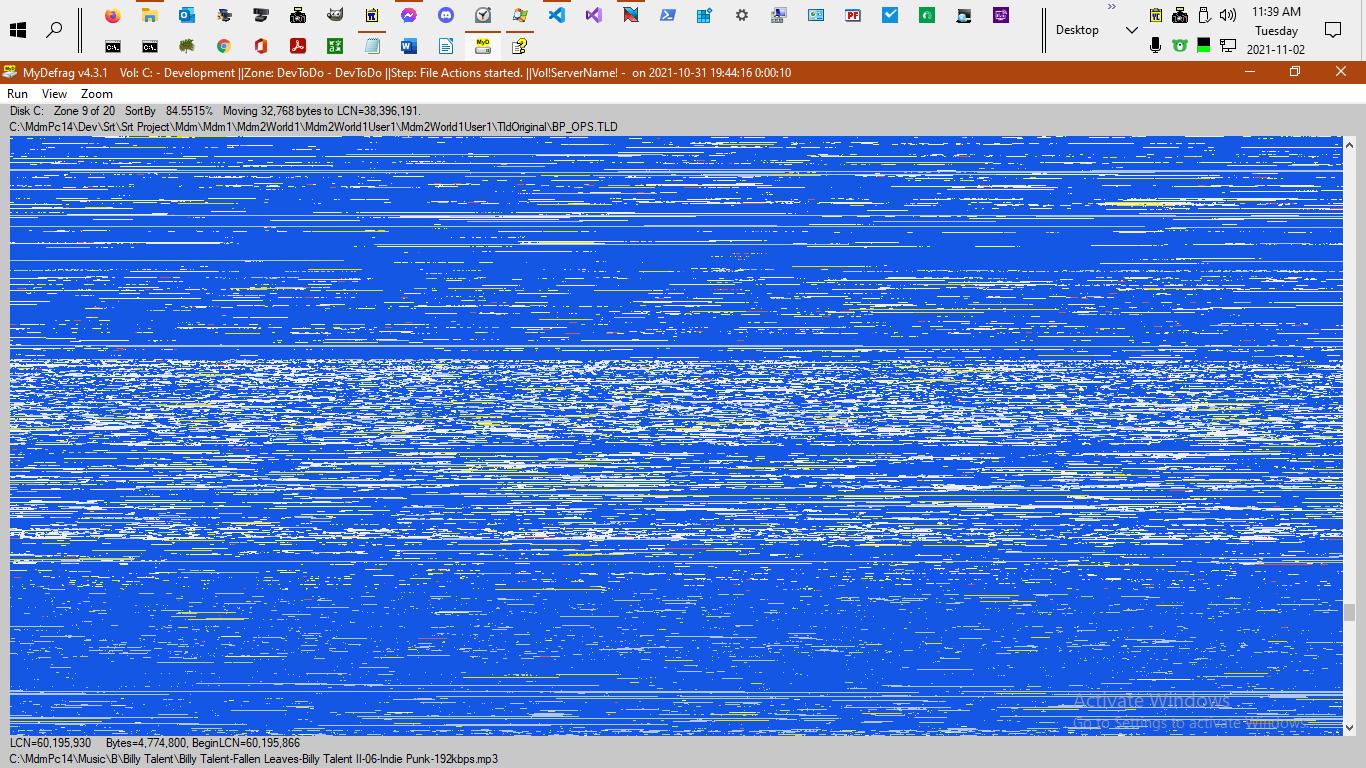 11:39 AM
Desktop
Tuesday
2021-11-02
MyDefrag v4.3.1 Vol: C: - Development ||Zone: DevToDo - DevToDo ||Step: File Actions started. ||Vol!ServerName! - on 2021-10-31 19:44:16 0:00:10
Run View Zoom
Disk C: Zone 9 of 20 SortBy 84.5515% Moving 32,768 bytes to LCN=38,396,191.
C:\MdmPc14\Dev\Srt\Srt Project\Mdm\Mdm1\Mdm2World1\Mdm2World1User1\Mdm2World1User1\TldOriginal\BP_OPS.TLD
Activate Windows
Go to Settings to activate Windows.
LCN=60,195,930 Bytes=4,774,800, BeginLCN=60,195,866
C:\MdmPc14\Music\B\Billy Talent\Billy Talent-Fallen Leaves-Billy Talent II-06-Indie Punk-192kbps.mp3